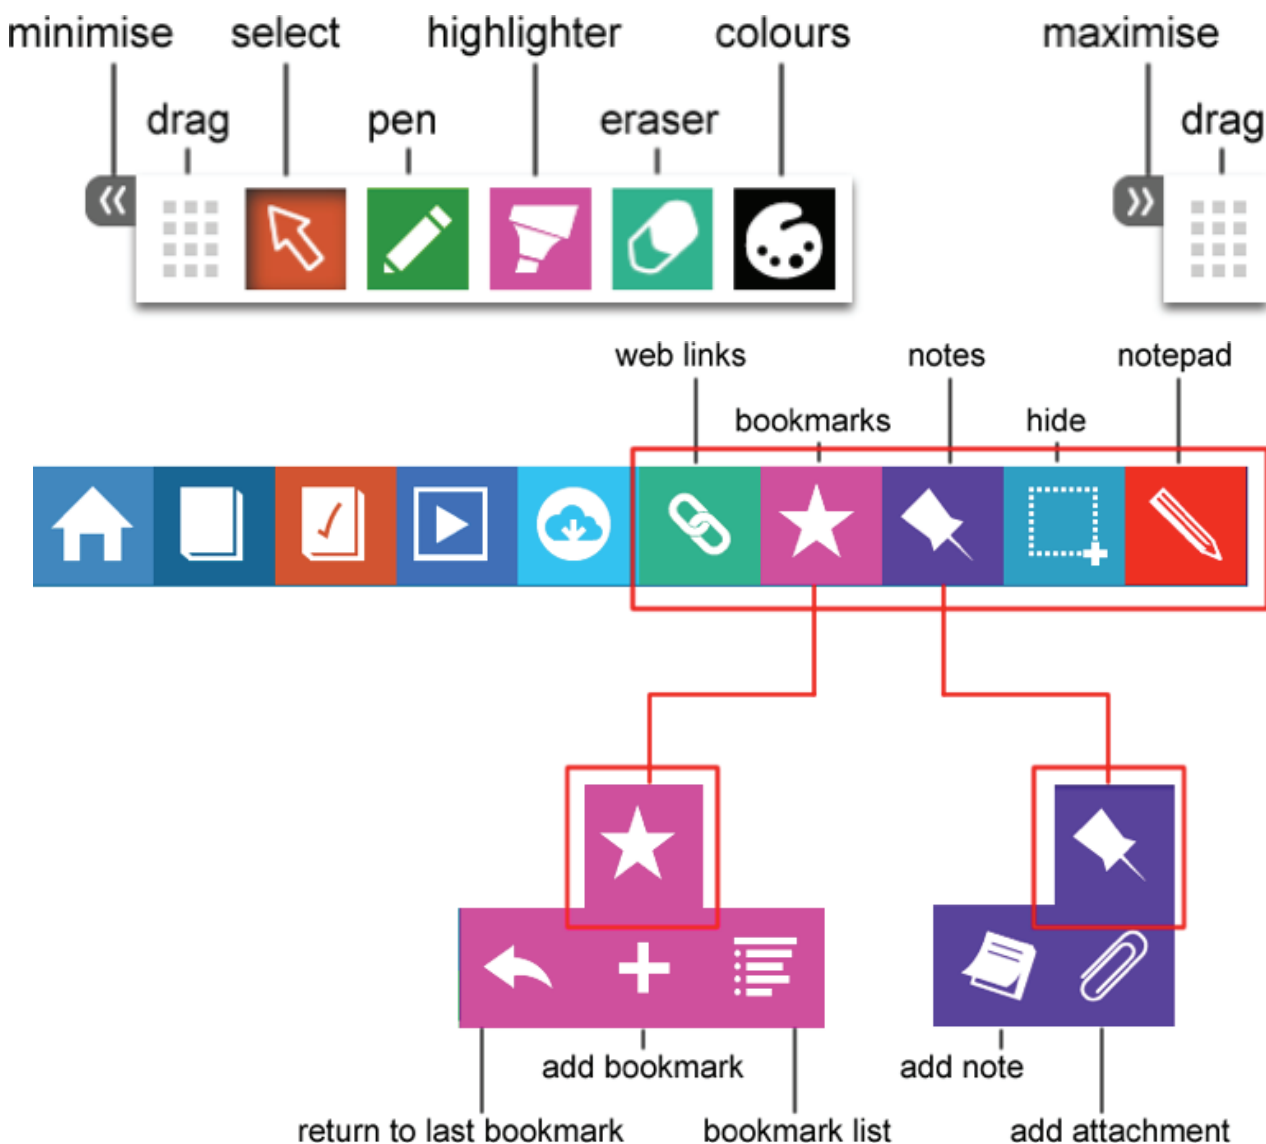 minimise select highlighter colours maximise
drag pen eraser drag
web links notes notepad
bookmarks hide
add bookmark add note
return to last bookmark bookmark list add attachment